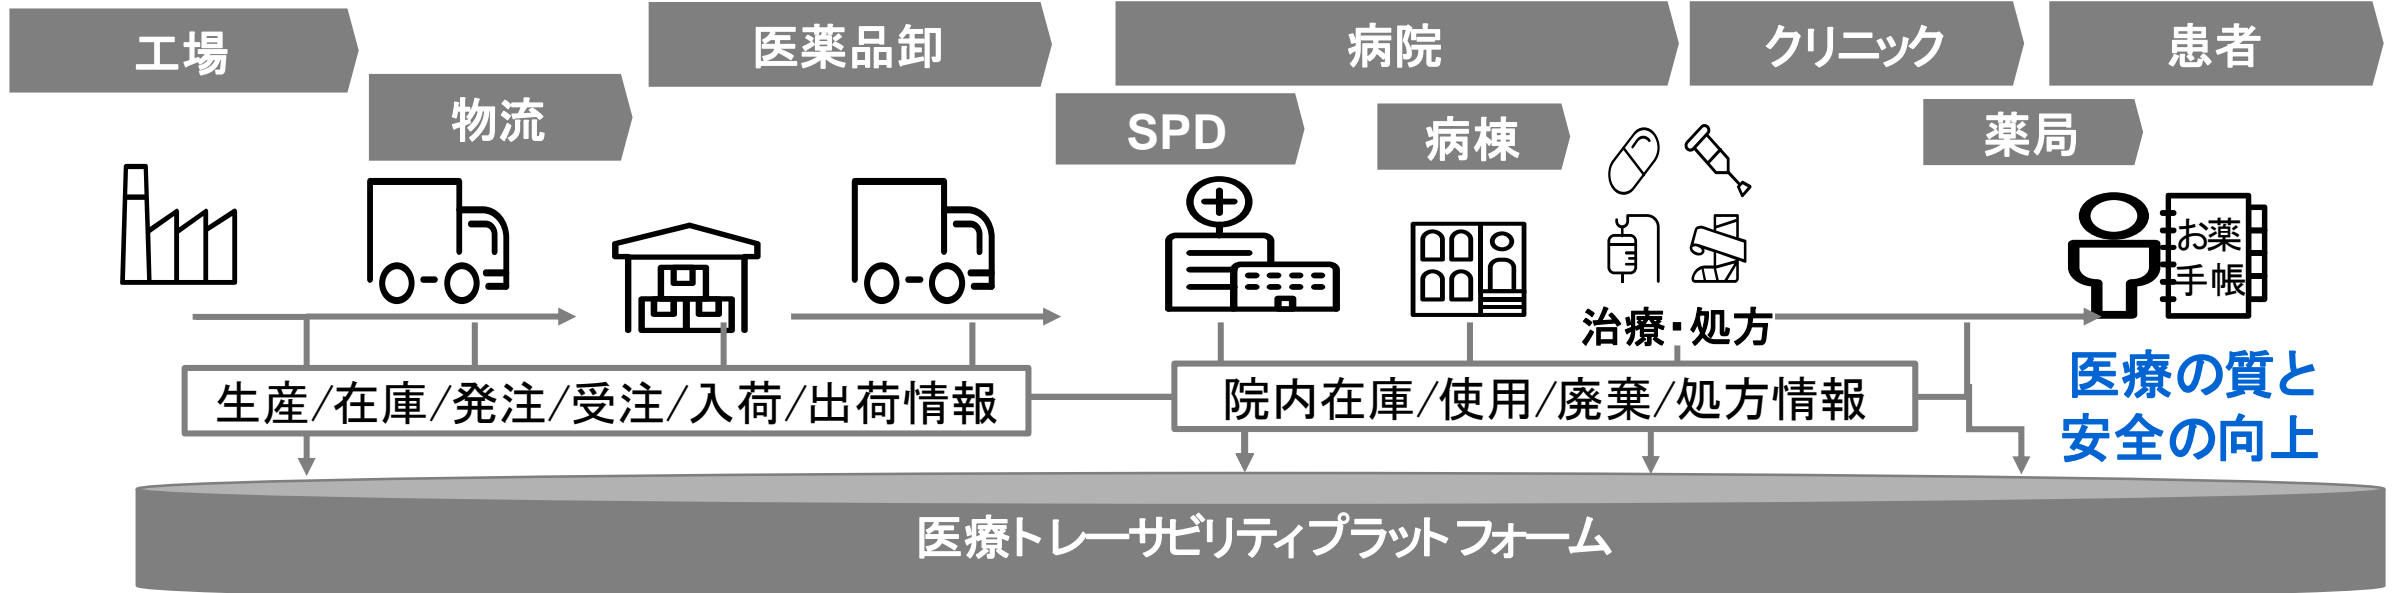 工場
物流
医薬品卸
病院
SPD
病棟
クリニック
薬局
患者
お薬
手帳
治療・処方
生産/在庫/発注/受注/入荷/出荷情報
院内在庫/使用/廃棄/処方情報
医療の質と
安全の向上
医療トレーサビリティプラットフォーム